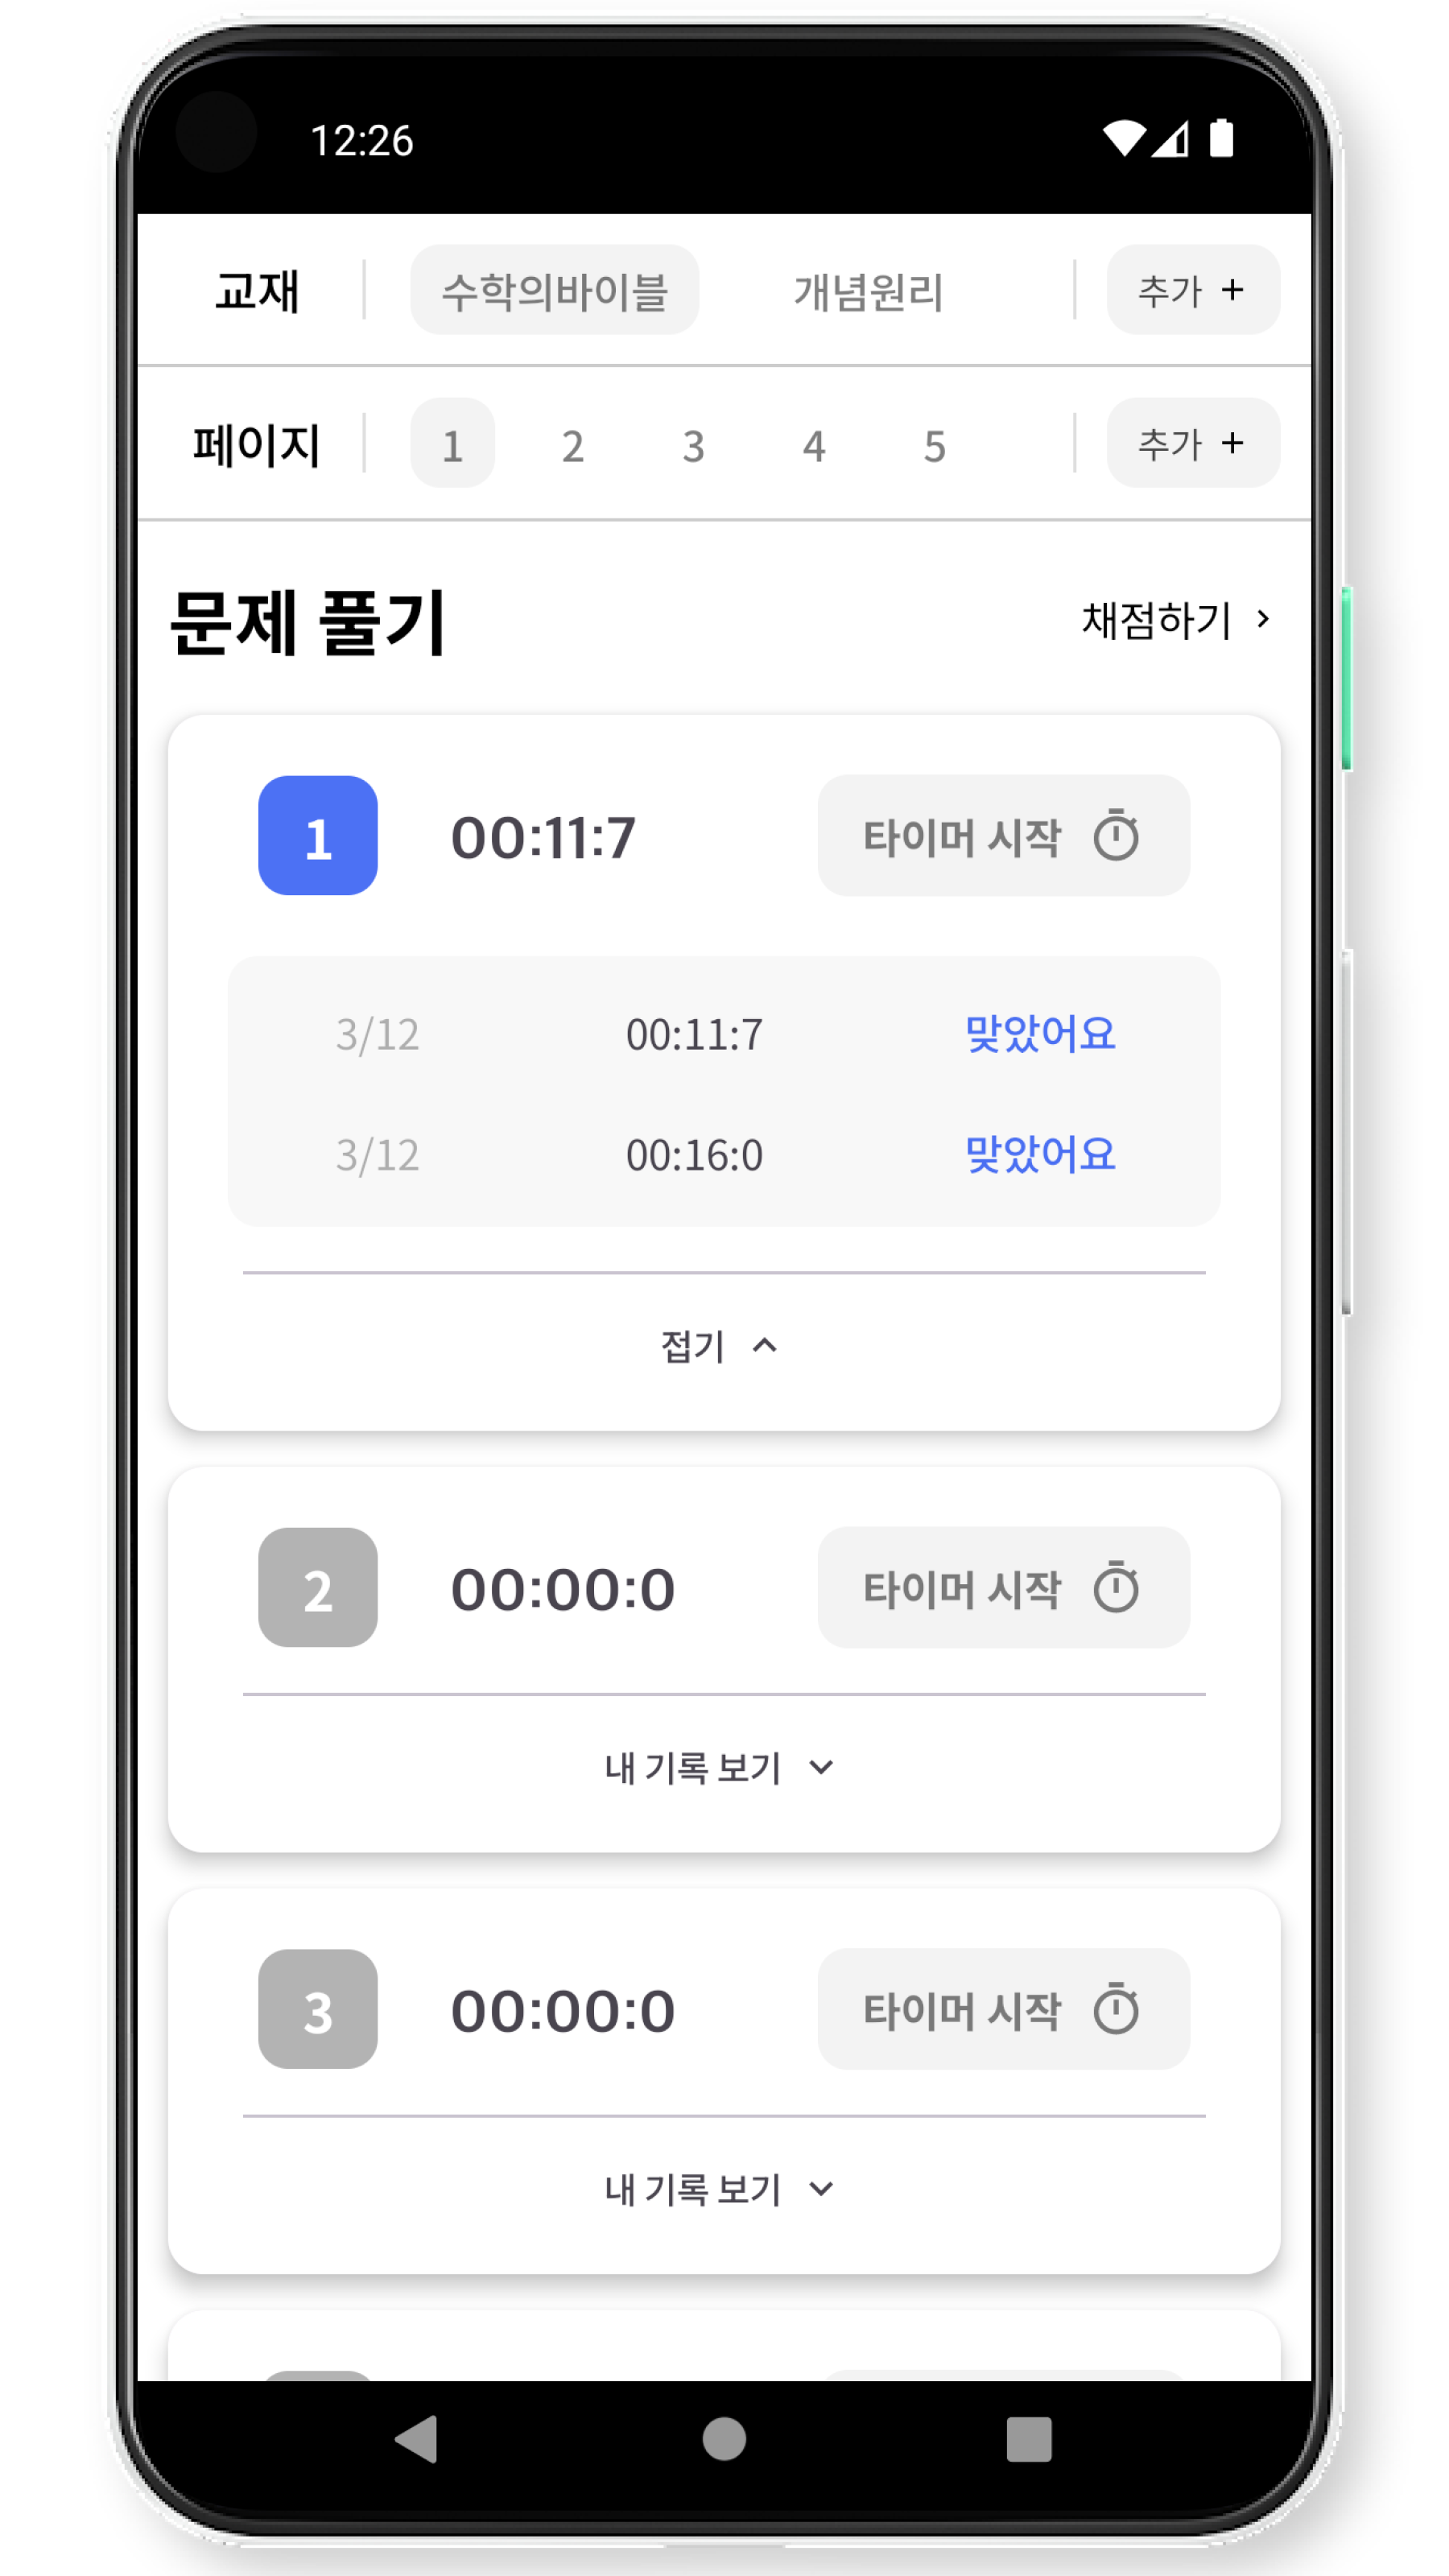 12:26
교재 수학의바이블 개념원리 추가 +
페이지 1 2 3 4 5 추가 +
문제 풀기 채점하기 >
1 00:11:7 타이머 시작
3/12 00:11:7 맞았어요
3/12 00:16:0 맞았어요
접기
2 00:00:0 타이머 시작
내 기록 보기
3 00:00:0 타이머 시작
내 기록 보기